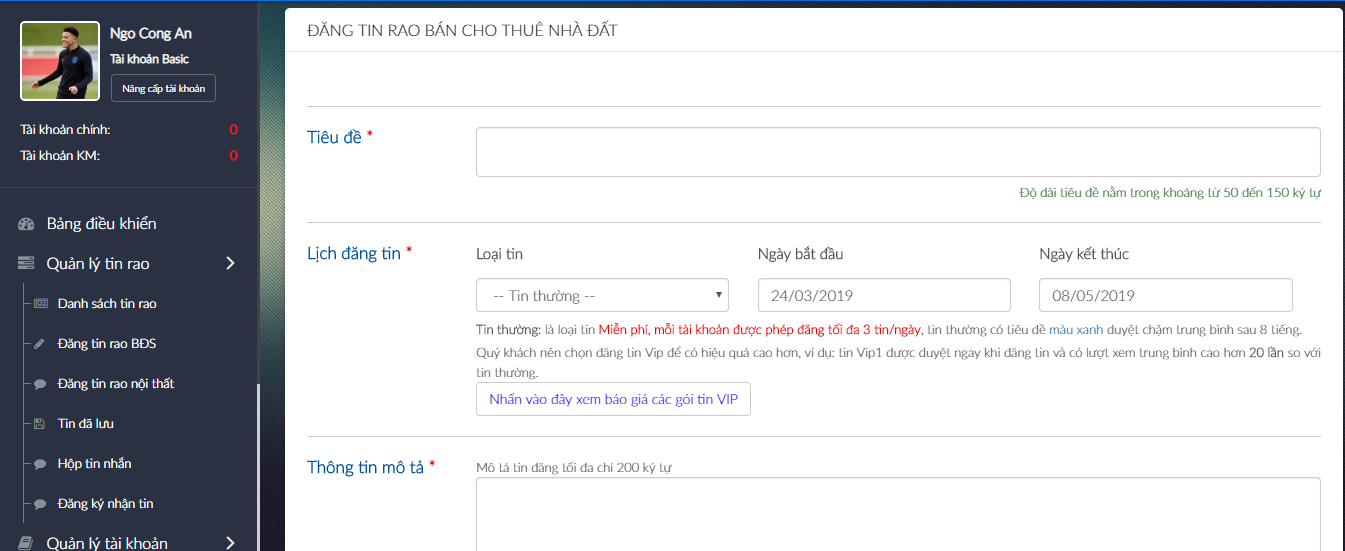 Ngo Cong An
Tài khoản Basic
Nâng cấp tài khoản
Tài khoản chính: 0
Tài khoản KM: 0
Bảng điều khiển
Quản lý tin rao
Danh sách tin rao
Đăng tin rao BĐS
Đăng tin rao nội thất
Tin đã lưu
Hộp tin nhắn
Đăng ký nhận tin
Quản lý tài khoản
ĐĂNG TIN RAO BÁN CHO THUÊ NHÀ ĐẤT
Tiêu đề *
Độ dài tiêu đề nằm trong khoảng từ 50 đến 150 ký tự
Lịch đăng tin *
Loại tin Ngày bắt đầu Ngày kết thúc
-- Tin thường -- 24/03/2019 08/05/2019
Tin thường: là loại tin Miễn phí, mỗi tài khoản được phép đăng tối đa 3 tin/ngày, tin thường có tiêu đề màu xanh duyệt chậm trung bình sau 8 tiếng.
Quý khách nên chọn đăng tin Vip để có hiệu quả cao hơn, ví dụ: tin Vip1 được duyệt ngay khi đăng tin và có lượt xem trung bình cao hơn 20 lần so với
tin thường.
Nhấn vào đây xem báo giá các gói tin VIP
Thông tin mô tả *
Mô tả tin đăng tối đa chỉ 200 ký tự